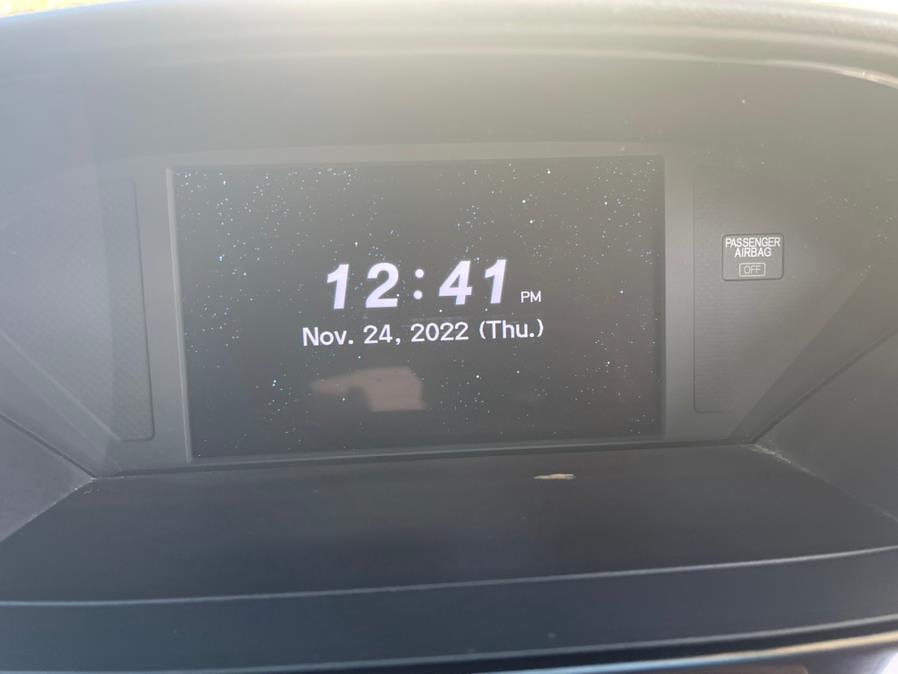 12:41 PM
Nov. 24, 2022 (Thu.)
PASSENGER
AIRBAG
OFF